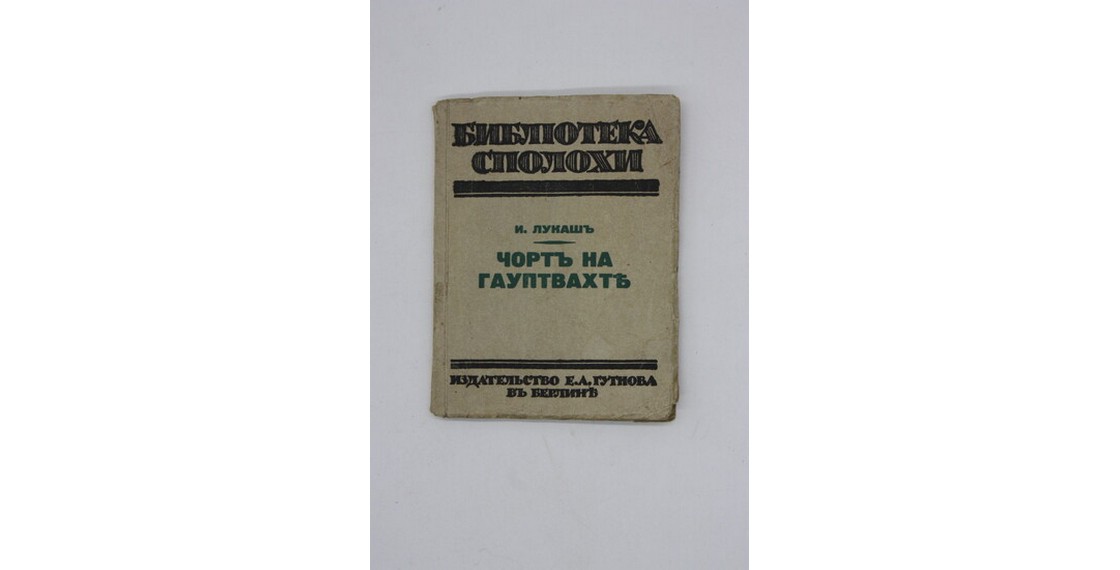 БИБЛІОТЕКА
СПОЛОХИ
И. ЛУКАШЪ
ЧОРТЪ НА
ГАУПТВАХТѢ
ИЗДАТЕЛЬСТВО Е.А.ГУТНОВА
ВЪ БЕРЛИНѢ